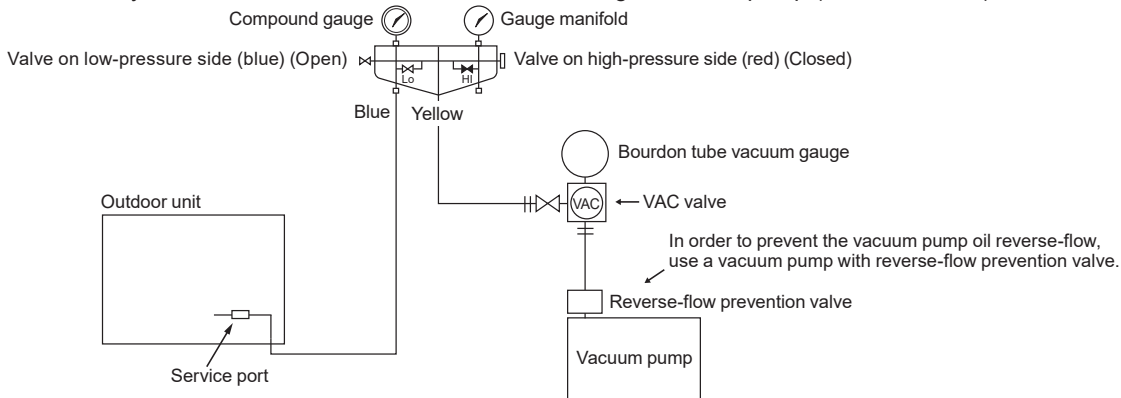 Compound gauge
Gauge manifold
Valve on low-pressure side (blue) (Open)
Valve on high-pressure side (red) (Closed)
Lo
HI
Blue
Yellow
Bourdon tube vacuum gauge
Outdoor unit
VAC
VAC valve
In order to prevent the vacuum pump oil reverse-flow,
use a vacuum pump with reverse-flow prevention valve.
Reverse-flow prevention valve
Vacuum pump
Service port